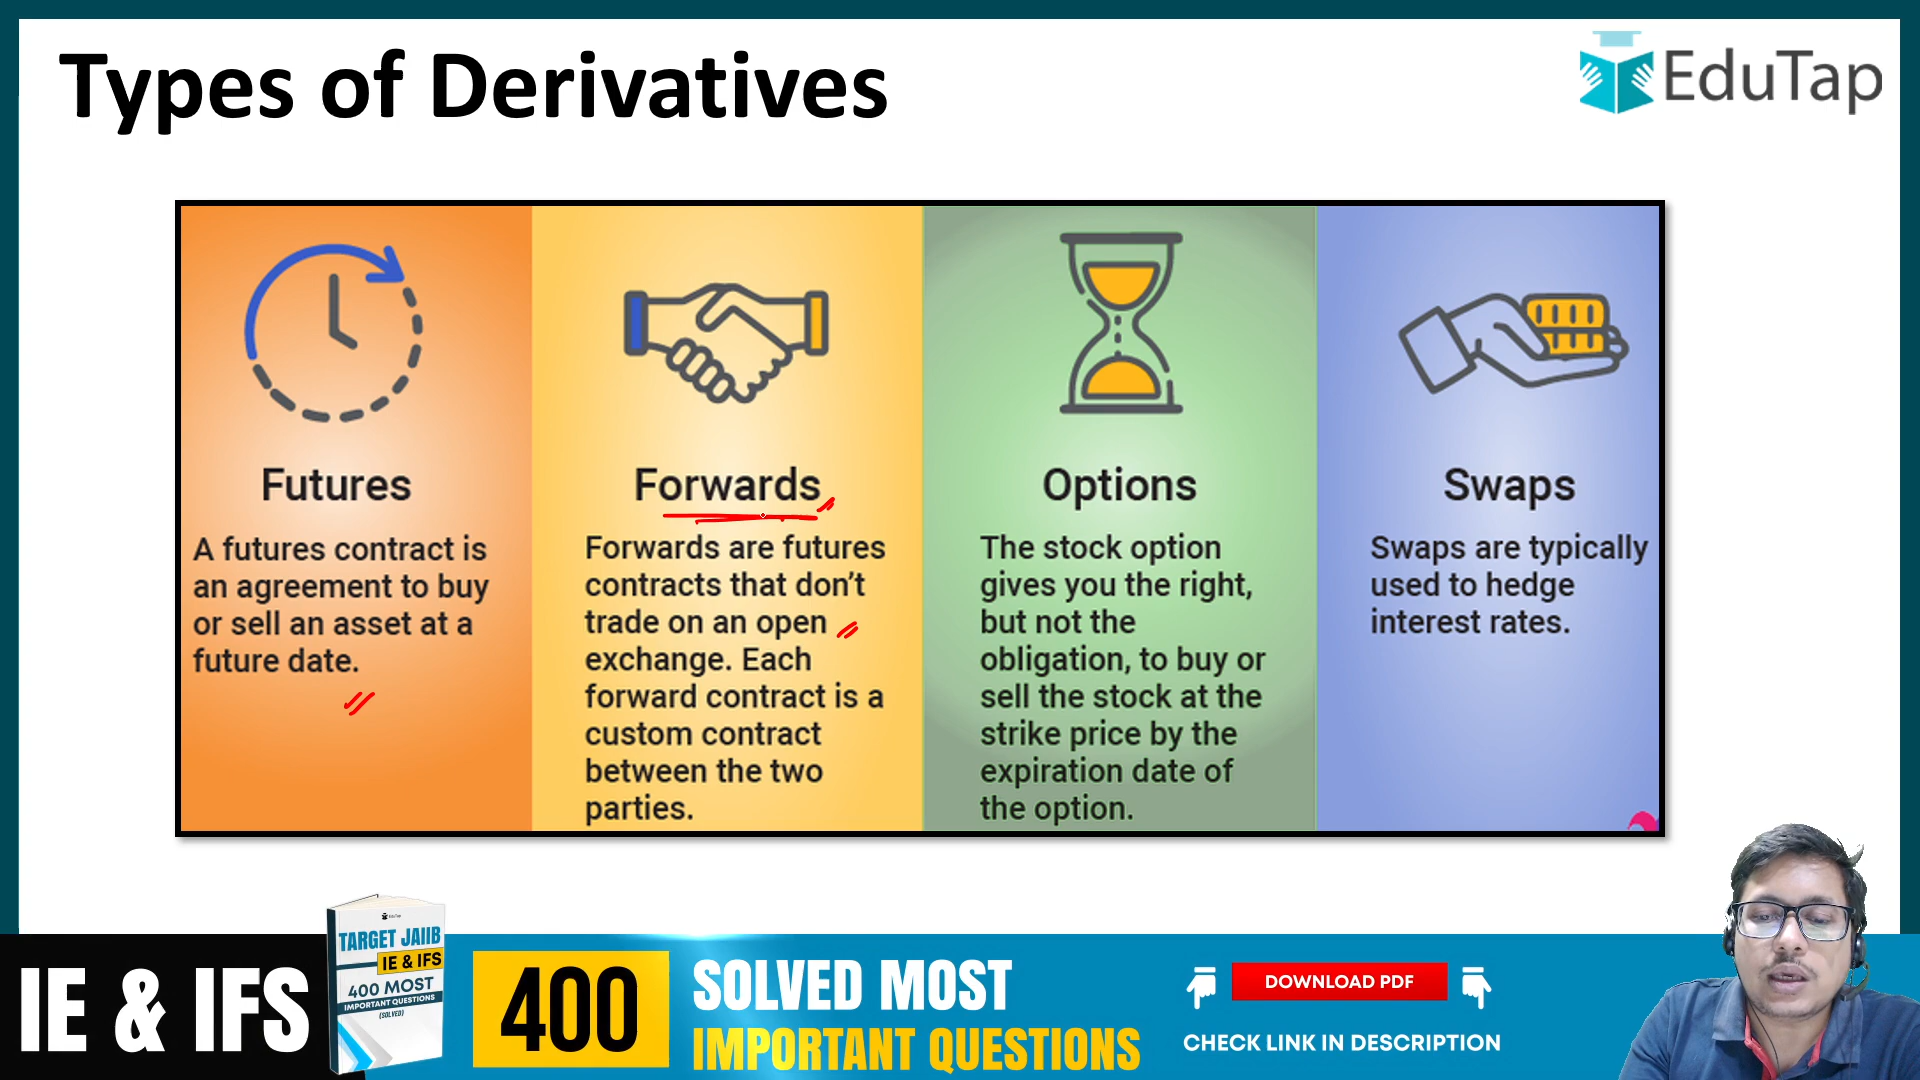 Types of Derivatives
EduTap
Futures
A futures contract is
an agreement to buy
or sell an asset at a
future date.
Forwards
Forwards are futures
contracts that don’t
trade on an open
exchange. Each
forward contract is a
custom contract
between the two
parties.
Options
The stock option
gives you the right,
but not the
obligation, to buy or
sell the stock at the
strike price by the
expiration date of
the option.
Swaps
Swaps are typically
used to hedge
interest rates.
IE & IFS
EduTap
TARGET JAIIB
IE & IFS
400 MOST
IMPORTANT QUESTIONS
(SOLVED)
400
SOLVED MOST
IMPORTANT QUESTIONS
DOWNLOAD PDF
CHECK LINK IN DESCRIPTION